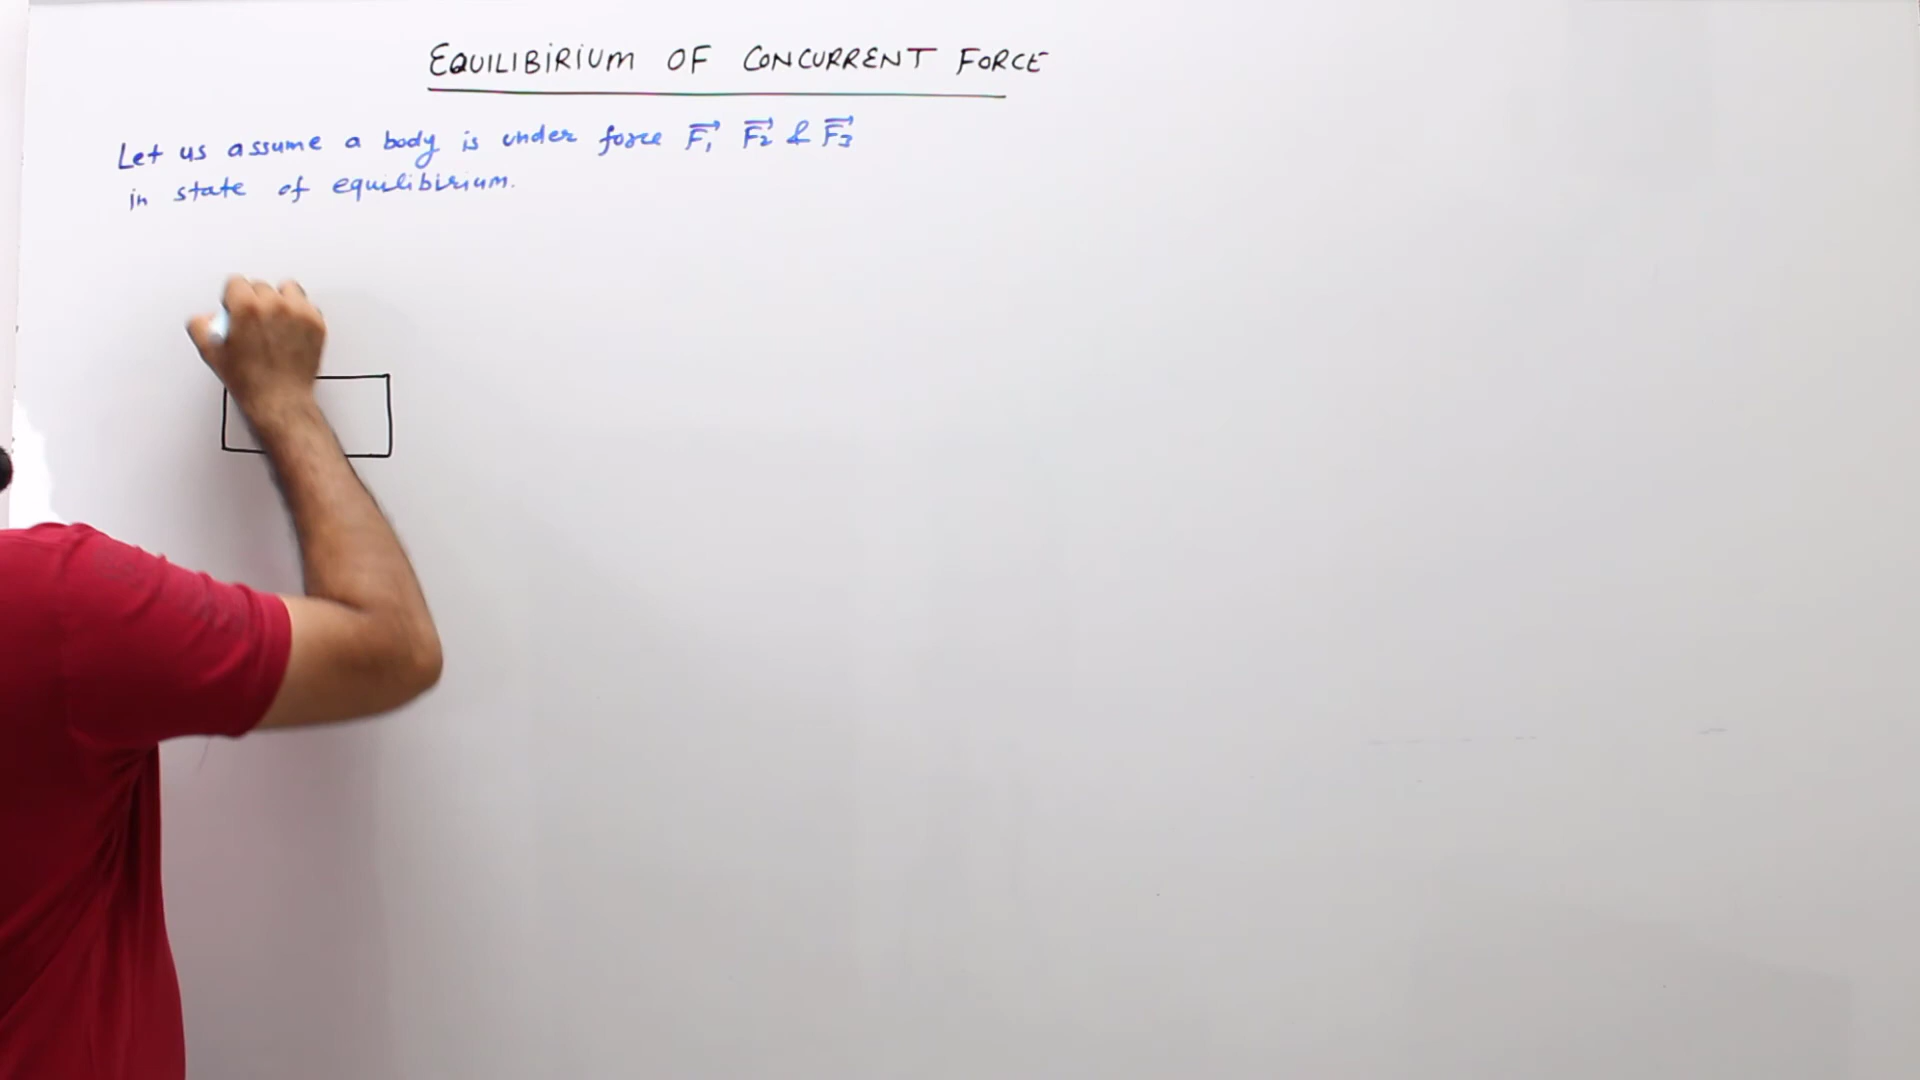 EQUILIBIRIUM OF CONCURRENT FORCE
Let us assume a body is under force F₁⃗ F₂⃗ & F₃⃗
in state of equilibirium.